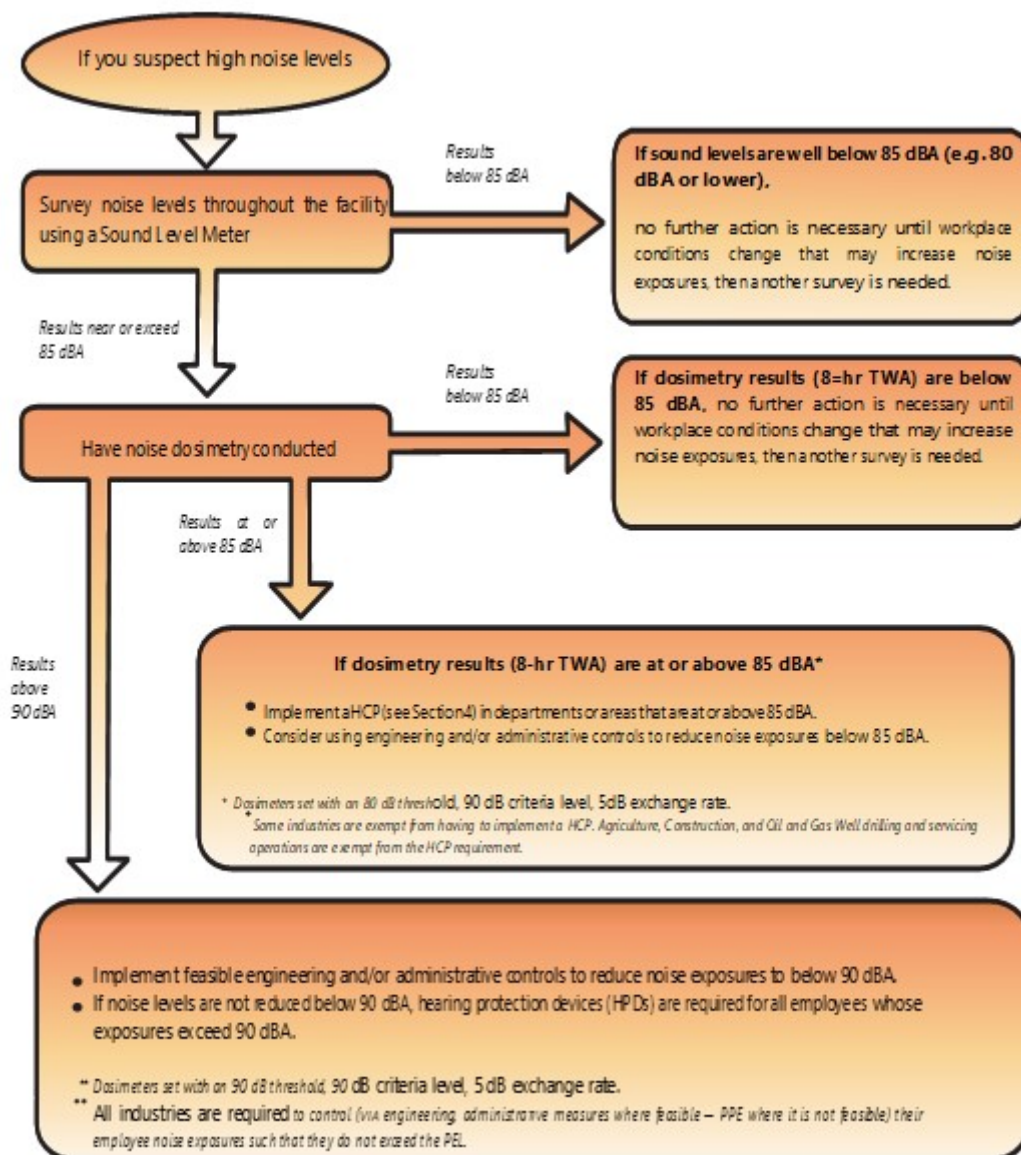 If you suspect high noise levels
Results
below 85 dBA
If sound levels are well below 85 dBA (e.g. 80
dBA or lower),
no further action is necessary until workplace
conditions change that may increase noise
exposures, then another survey is needed.
Survey noise levels throughout the facility
using a Sound Level Meter
Results near or exceed
85 dBA
Results
below 85 dBA
If dosimetry results (8=hr TWA) are below
85 dBA, no further action is necessary until
workplace conditions change that may increase
noise exposures, then another survey is needed.
Have noise dosimetry conducted
Results at or
above 85 dBA
Results
above
90 dBA
If dosimetry results (8-hr TWA) are at or above 85 dBA*
• Implement a HCP (see Section 4) in departments or areas that are at or above 85 dBA.
• Consider using engineering and/or administrative controls to reduce noise exposures below 85 dBA.
* Dosimeters set with an 80 dB threshold, 90 dB criteria level, 5dB exchange rate.
* Some industries are exempt from having to implement a HCP. Agriculture, Construction, and Oil and Gas Well drilling and servicing
operations are exempt from the HCP requirement.
• Implement feasible engineering and/or administrative controls to reduce noise exposures to below 90 dBA.
• If noise levels are not reduced below 90 dBA, hearing protection devices (HPDs) are required for all employees whose
exposures exceed 90 dBA.
** Dosimeters set with an 90 dB threshold, 90 dB criteria level, 5 dB exchange rate.
** All industries are required to control (VIA engineering, administrative measures where feasible – PPE where it is not feasible) their
employee noise exposures such that they do not exceed the PEL.